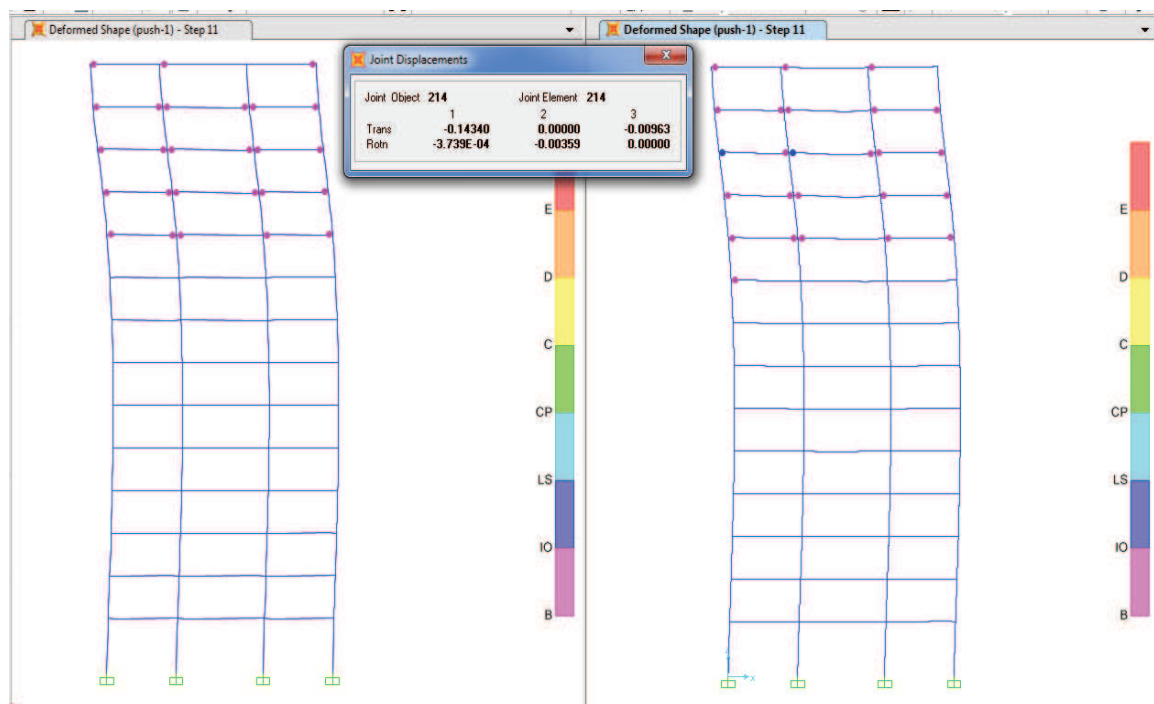 Deformed Shape (push-1) - Step 11
Deformed Shape (push-1) - Step 11
Joint Displacements
Joint Object 214 Joint Element 214
1 2 3
Trans -0.14340 0.00000 -0.00963
Rotn -3.739E-04 -0.00359 0.00000
E
D
C
CP
LS
IO
B
E
D
C
CP
LS
IO
B
x